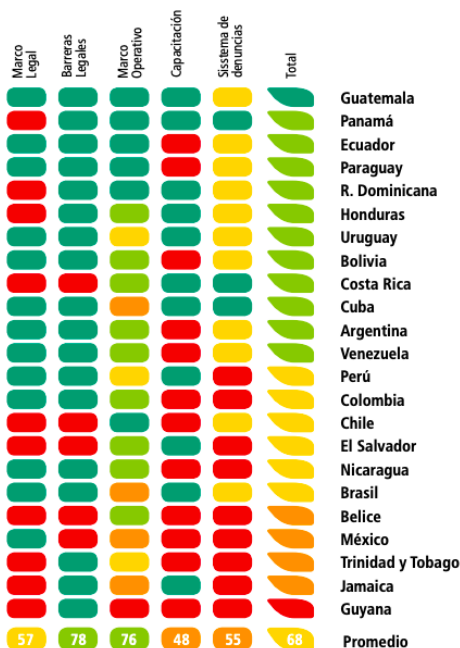 Marco
Legal
Barreras
Legales
Marco
Operativo
Capacitación
Sisstema de
denuncias
Total
Guatemala
Panamá
Ecuador
Paraguay
R. Dominicana
Honduras
Uruguay
Bolivia
Costa Rica
Cuba
Argentina
Venezuela
Perú
Colombia
Chile
El Salvador
Nicaragua
Brasil
Belice
México
Trinidad y Tobago
Jamaica
Guyana
57 78 76 48 55 68 Promedio